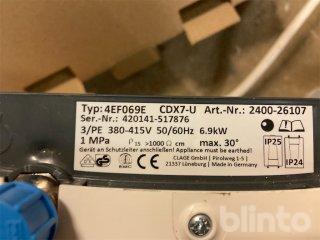 Typ: 4EF069E CDX7-U Art.-Nr.: 2400-26107
Ser.-Nr.: 420141-517876
3/PE 380-415V 50/60Hz 6.9kW
1 MPa ρ15 >1000 Ω cm max. 30°
IP25
IP24
CLAGE GmbH | Pirolweg 1-5 |
21337 Lüneburg | Made in Germany
Gerät an Schutzleiter anschließen! Appliance must be earthed!
blinto